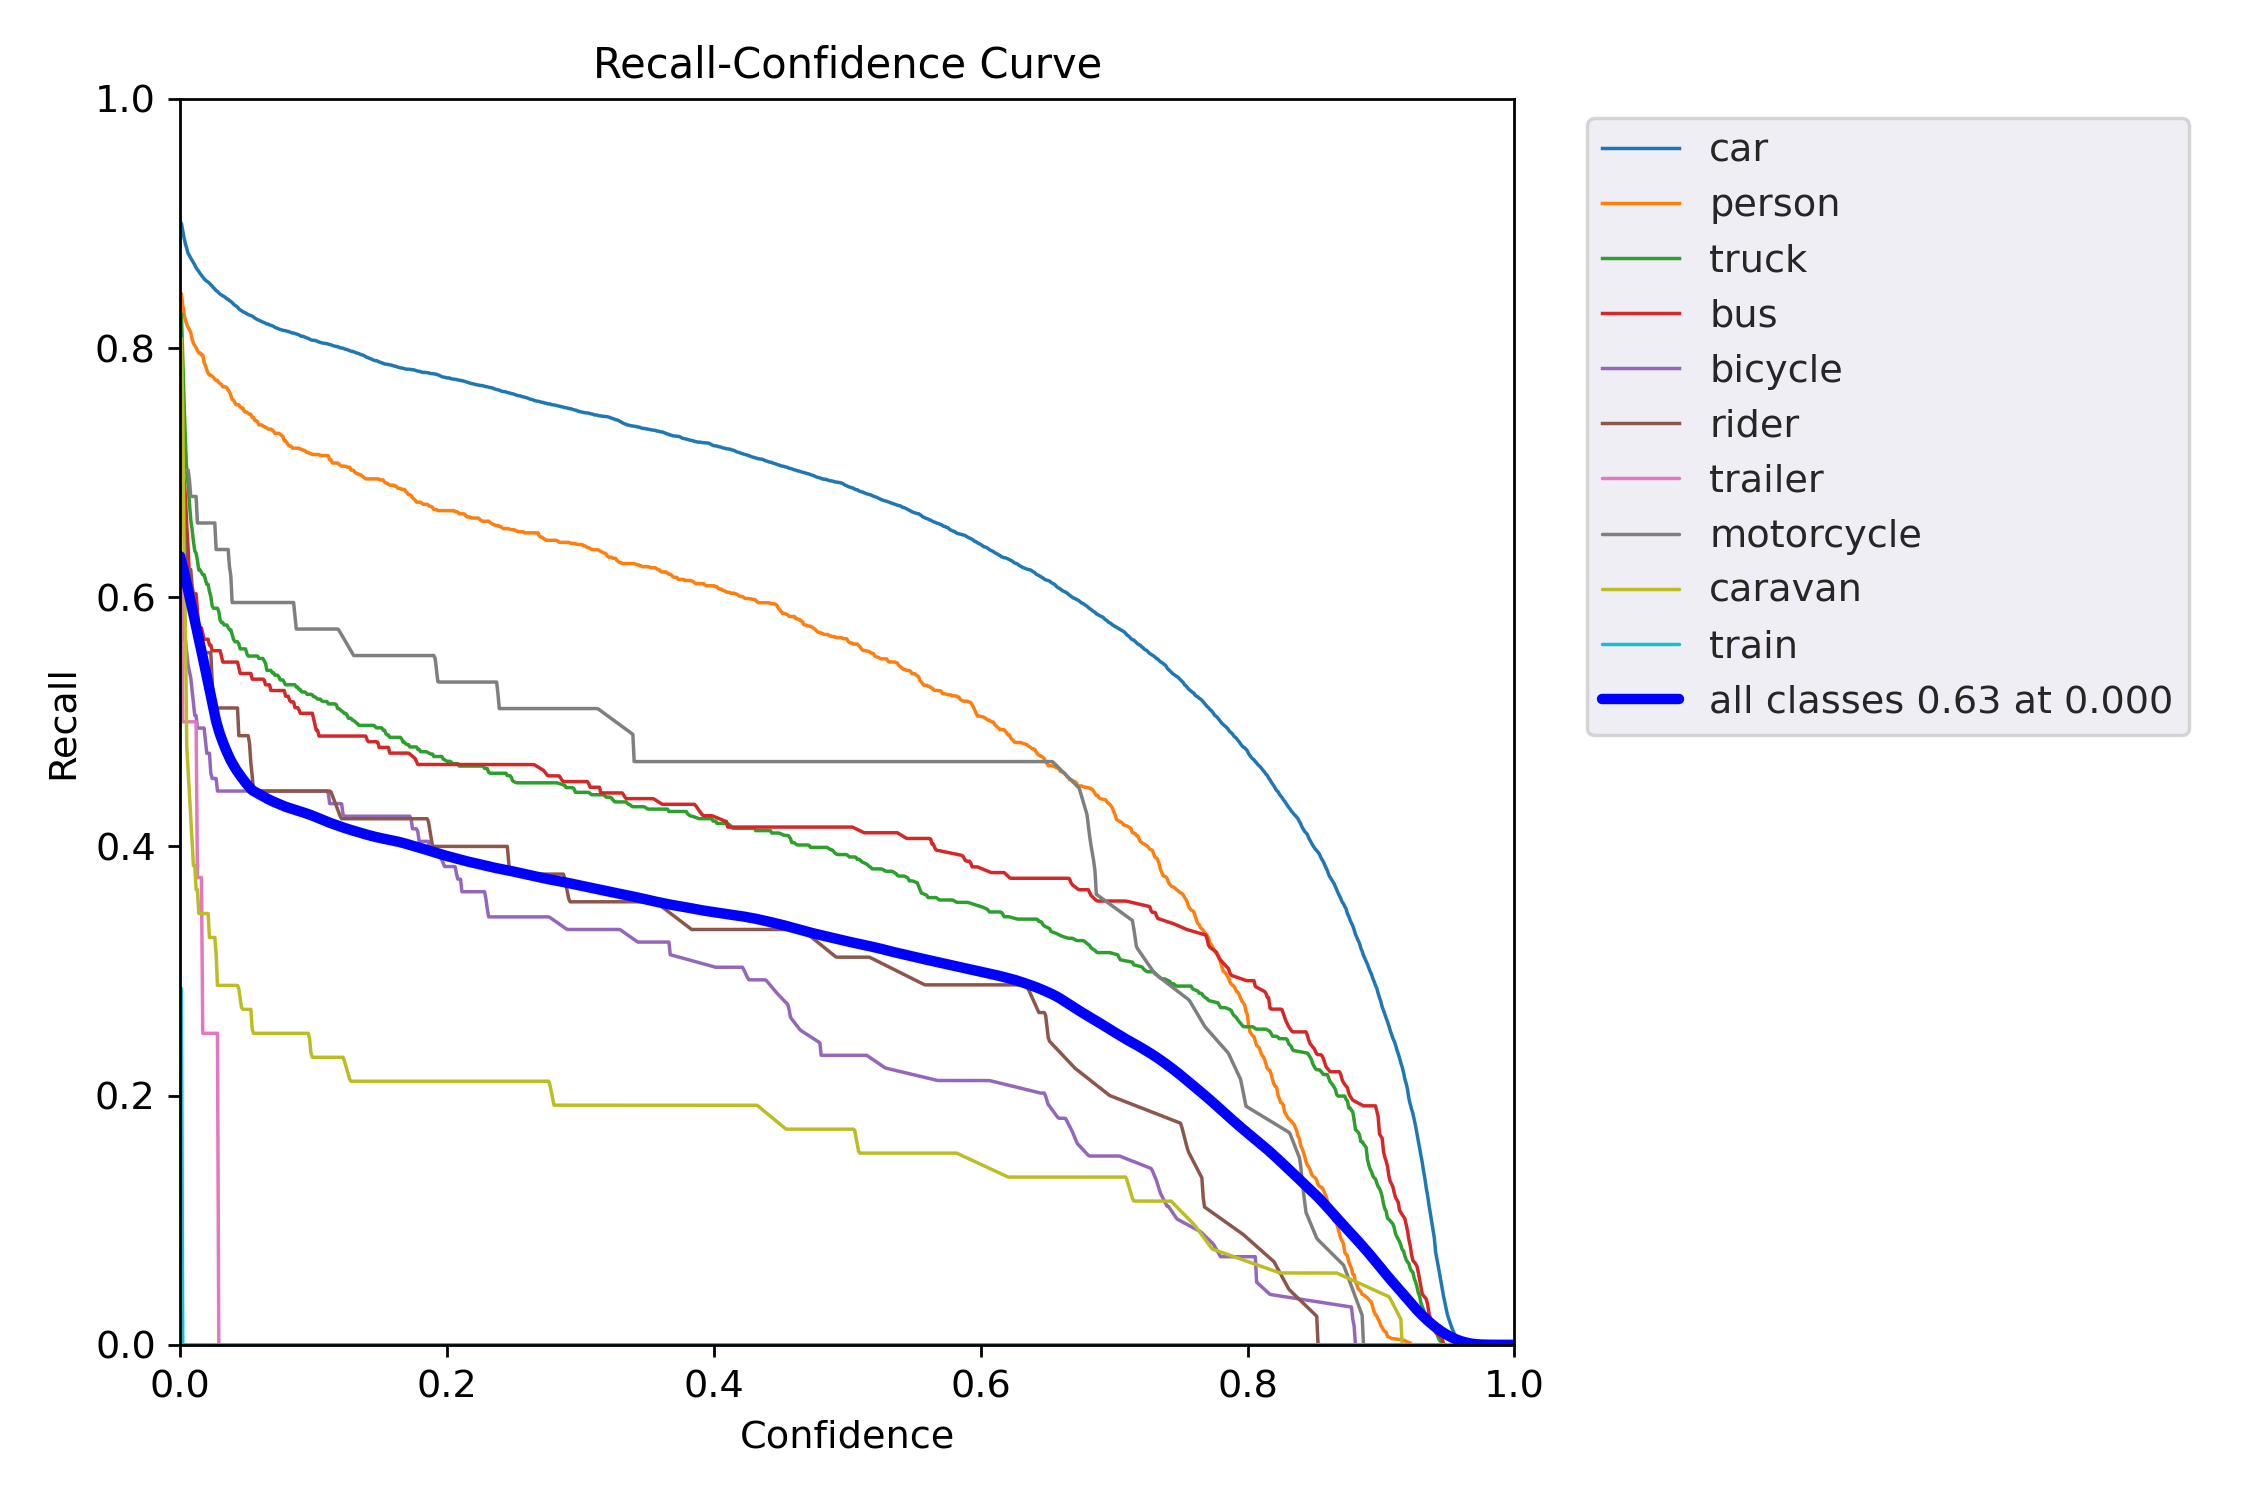 Recall-Confidence Curve
1.0
0.8
0.6
0.4
0.2
0.0
Recall
0.0 0.2 0.4 0.6 0.8 1.0
Confidence
car
person
truck
bus
bicycle
rider
trailer
motorcycle
caravan
train
all classes 0.63 at 0.000